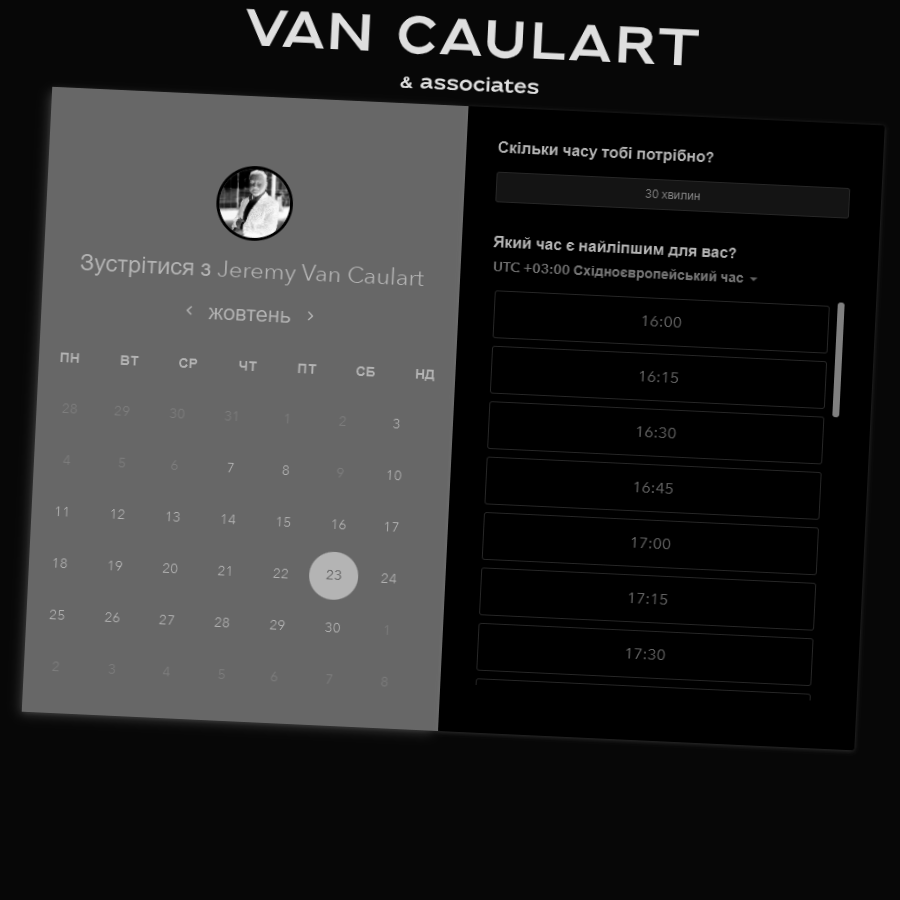 VAN CAULART
& associates
Зустрітися з Jeremy Van Caulart
‹ жовтень ›
ПН ВТ СР ЧТ ПТ СБ НД
28 29 30 31 1 2 3
4 5 6 7 8 9 10
11 12 13 14 15 16 17
18 19 20 21 22 23 24
25 26 27 28 29 30 1
2 3 4 5 6 7 8
Скільки часу тобі потрібно?
30 хвилин
Який час є найліпшим для вас?
UTC +03:00 Східноєвропейський час
16:00
16:15
16:30
16:45
17:00
17:15
17:30